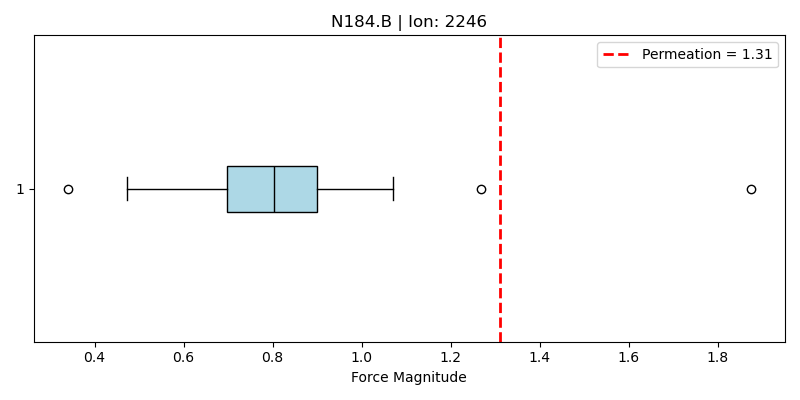 N184.B | Ion: 2246
Permeation = 1.31
1
0.4 0.6 0.8 1.0 1.2 1.4 1.6 1.8
Force Magnitude